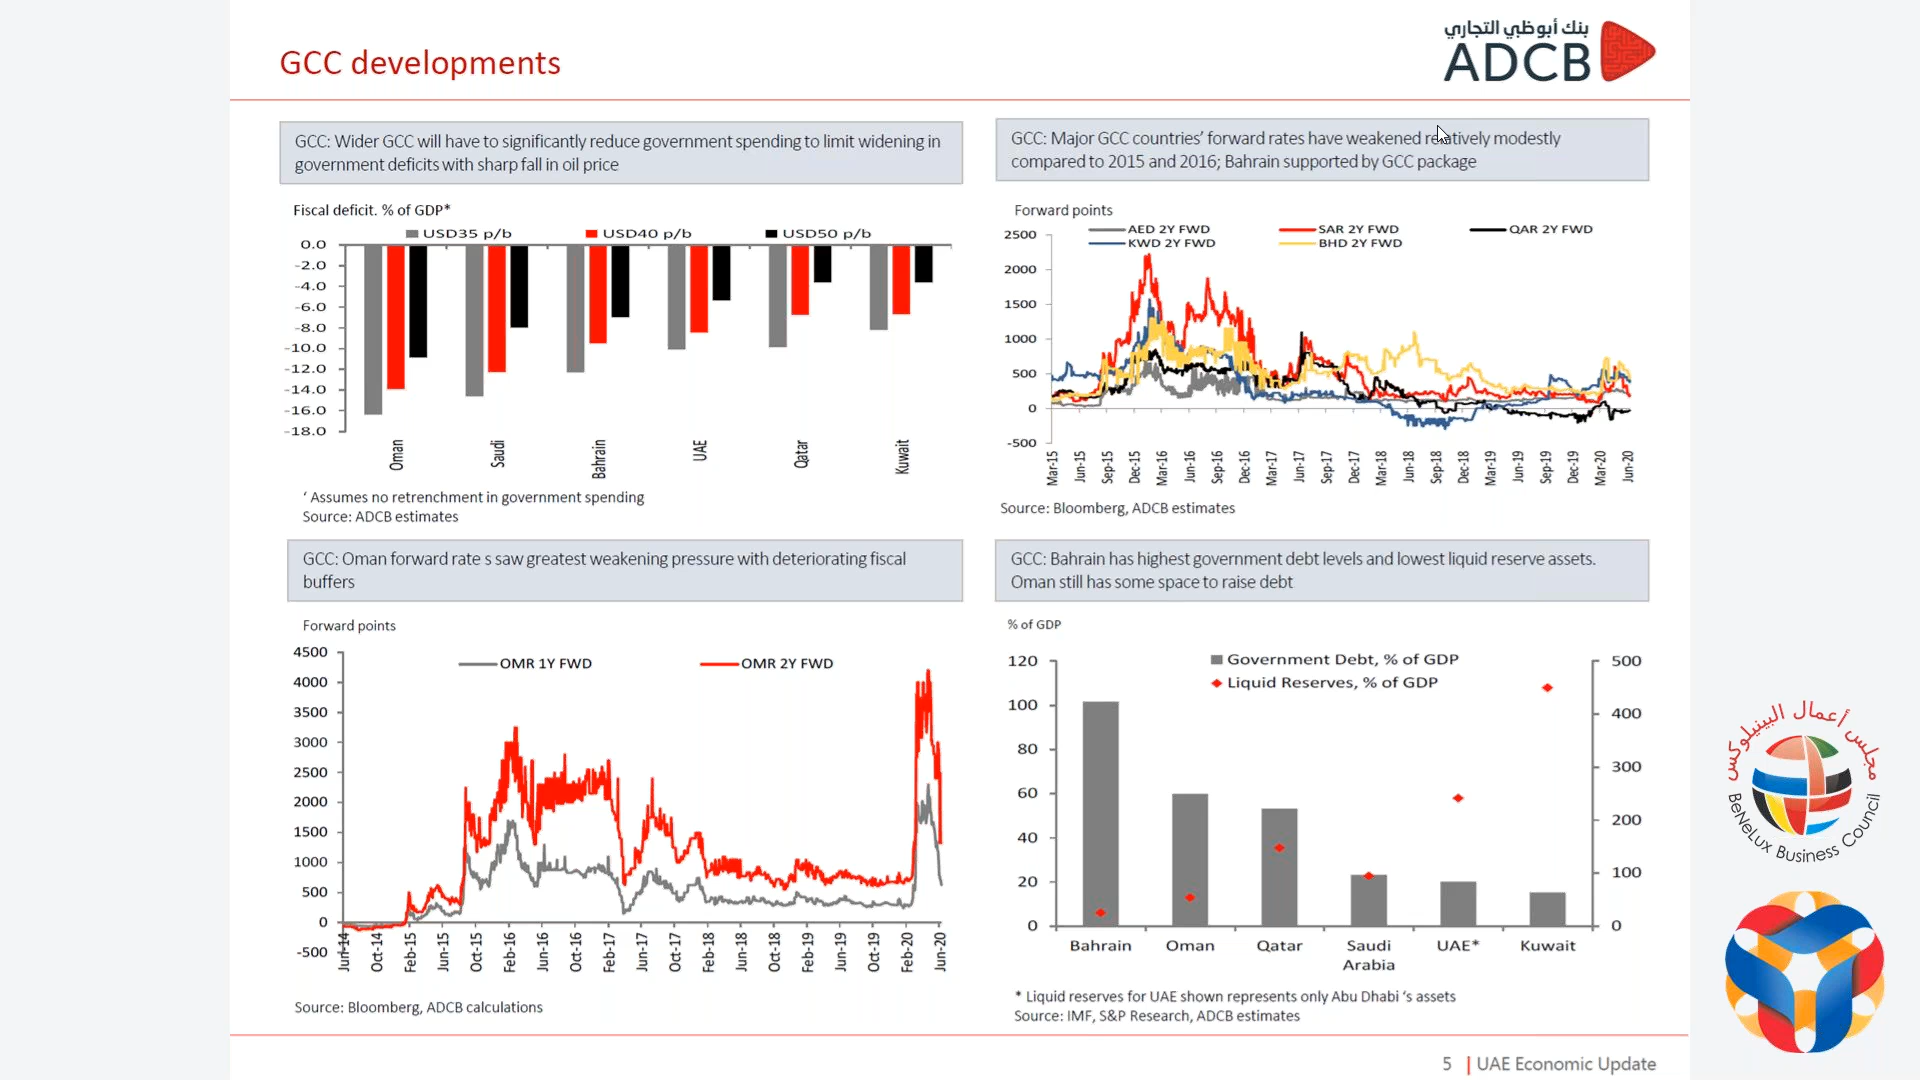 GCC developments
بنك أبوظبي التجاري
ADCB
GCC: Wider GCC will have to significantly reduce government spending to limit widening in
government deficits with sharp fall in oil price
Fiscal deficit. % of GDP*
USD35 p/b USD40 p/b USD50 p/b
0.0
-2.0
-4.0
-6.0
-8.0
-10.0
-12.0
-14.0
-16.0
-18.0
Oman Saudi Bahrain UAE Qatar Kuwait
‘ Assumes no retrenchment in government spending
Source: ADCB estimates
GCC: Major GCC countries’ forward rates have weakened relatively modestly
compared to 2015 and 2016; Bahrain supported by GCC package
Forward points
AED 2Y FWD SAR 2Y FWD QAR 2Y FWD
KWD 2Y FWD BHD 2Y FWD
2500
2000
1500
1000
500
0
-500
Mar-15 Jun-15 Sep-15 Dec-15 Mar-16 Jun-16 Sep-16 Dec-16 Mar-17 Jun-17 Sep-17 Dec-17 Mar-18 Jun-18 Sep-18 Dec-18 Mar-19 Jun-19 Sep-19 Dec-19 Mar-20 Jun-20
Source: Bloomberg, ADCB estimates
GCC: Oman forward rate s saw greatest weakening pressure with deteriorating fiscal
buffers
Forward points
OMR 1Y FWD OMR 2Y FWD
4500
4000
3500
3000
2500
2000
1500
1000
500
0
-500
Jun-14 Oct-14 Feb-15 Jun-15 Oct-15 Feb-16 Jun-16 Oct-16 Feb-17 Jun-17 Oct-17 Feb-18 Jun-18 Oct-18 Feb-19 Jun-19 Oct-19 Feb-20 Jun-20
Source: Bloomberg, ADCB calculations
GCC: Bahrain has highest government debt levels and lowest liquid reserve assets.
Oman still has some space to raise debt
% of GDP
Government Debt, % of GDP
Liquid Reserves, % of GDP
120 500
100 400
80 300
60 200
40 100
20 0
0
Bahrain Oman Qatar Saudi Arabia UAE* Kuwait
* Liquid reserves for UAE shown represents only Abu Dhabi ‘s assets
Source: IMF, S&P Research, ADCB estimates
مجلس أعمال البينيلوكس
BeNeLux Business Council
5 | UAE Economic Update